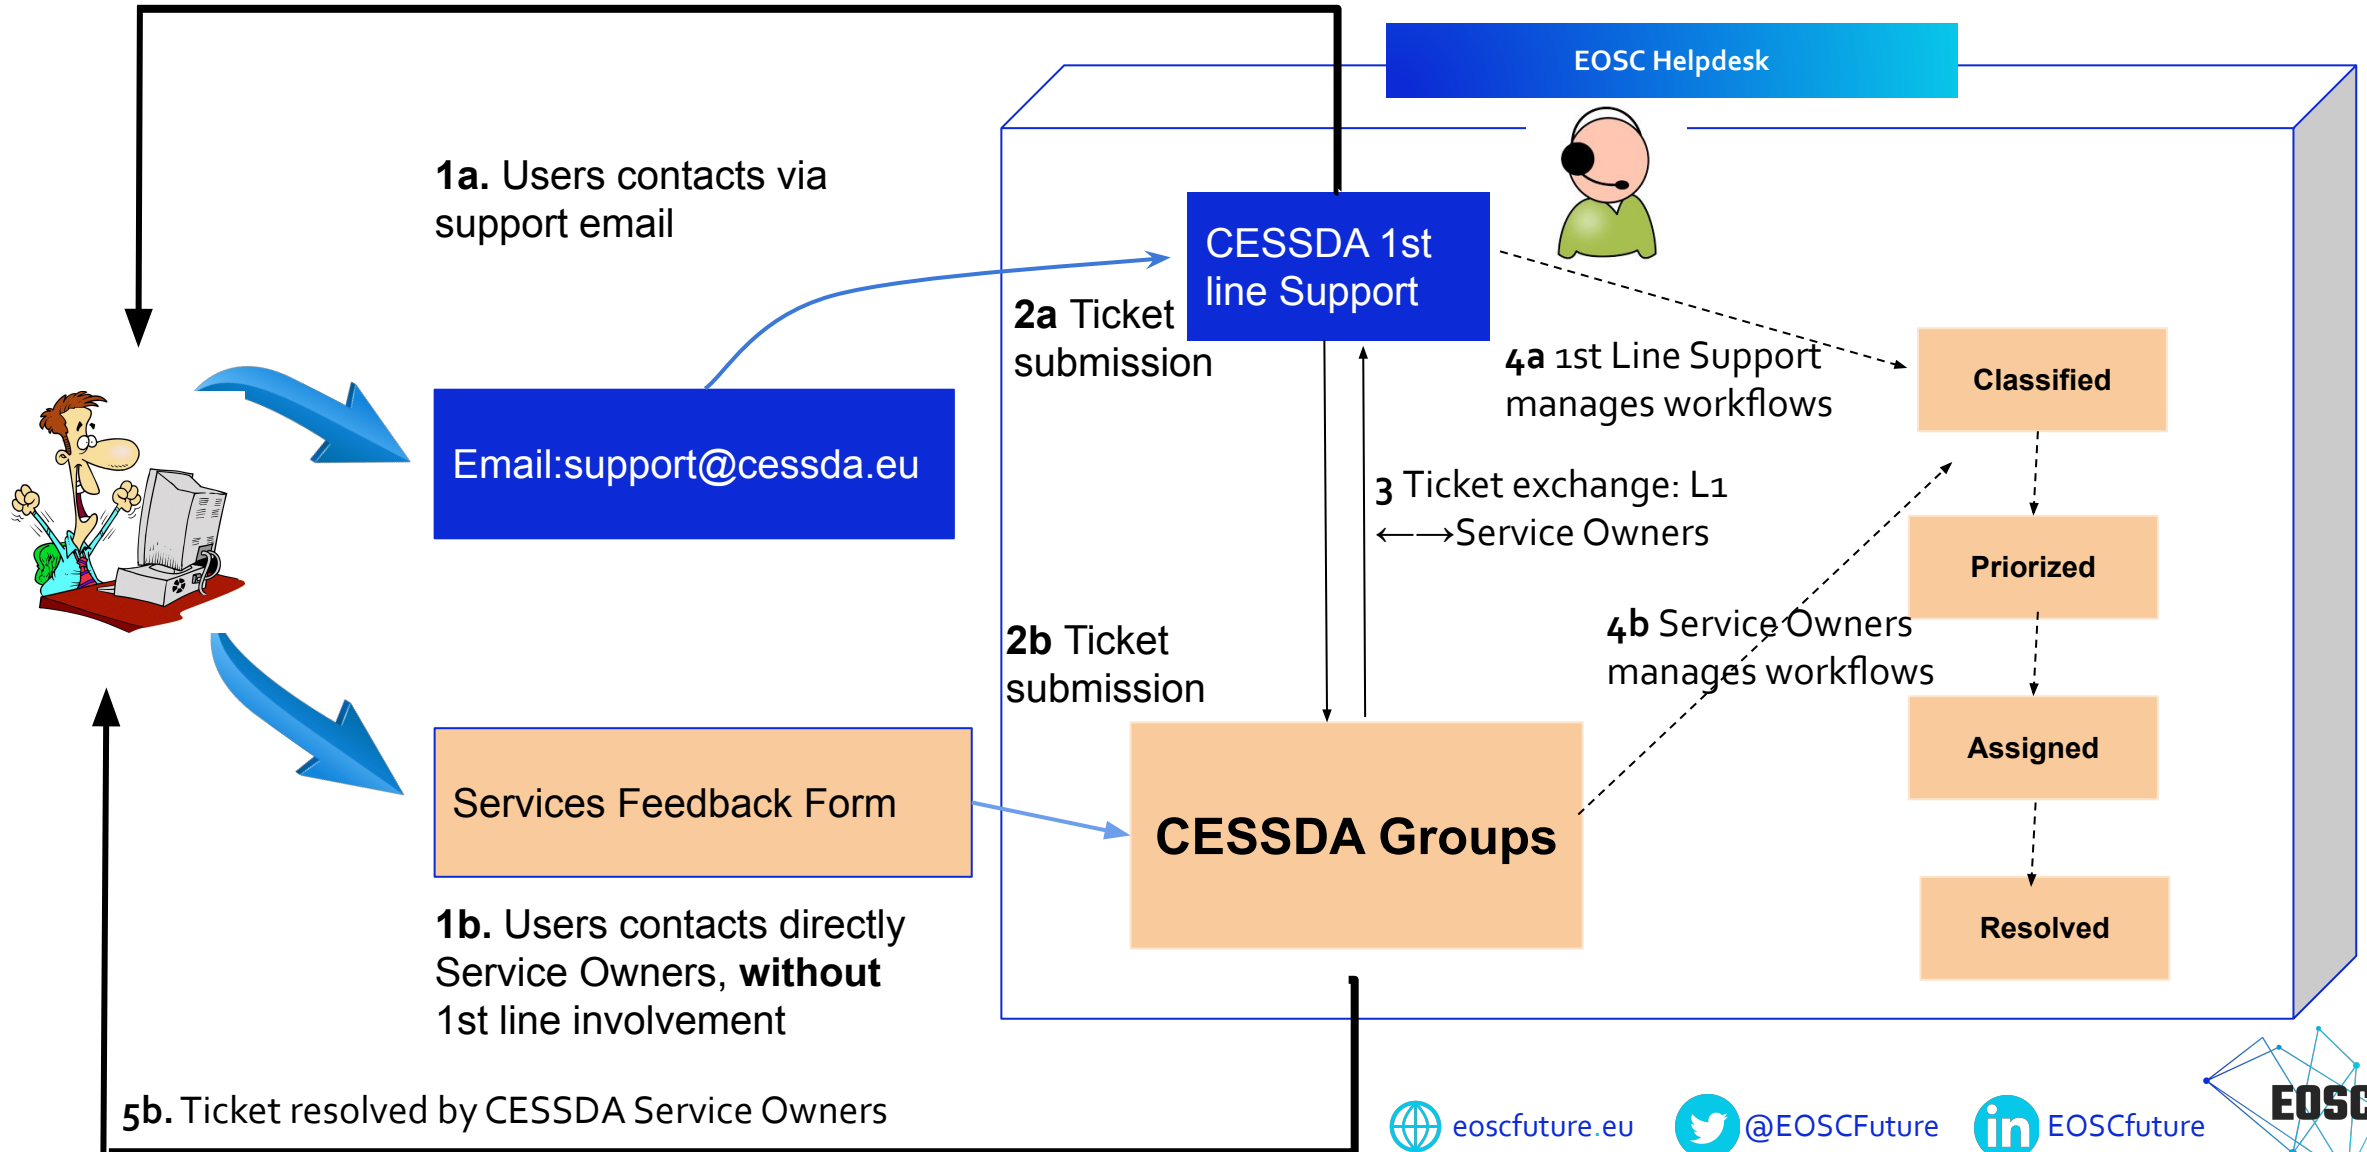 EOSC Helpdesk
1a. Users contacts via
support email
CESSDA 1st
line Support
2a Ticket
submission
4a 1st Line Support
manages workflows
Classified
Email:support@cessda.eu
3 Ticket exchange: L1
←—→Service Owners
Priorized
2b Ticket
submission
4b Service Owners
manages workflows
Assigned
Services Feedback Form
CESSDA Groups
Resolved
1b. Users contacts directly
Service Owners, without
1st line involvement
5b. Ticket resolved by CESSDA Service Owners
eoscfuture.eu
@EOSCFuture
in EOSCfuture
EOSC